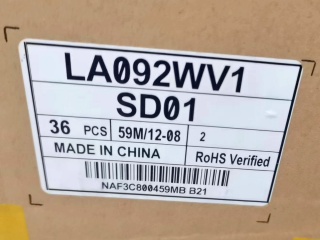 LA092WV1
SD01
36 PCS 59M/12-08 2
MADE IN CHINA RoHS Verified
NAF3C800459MB B21